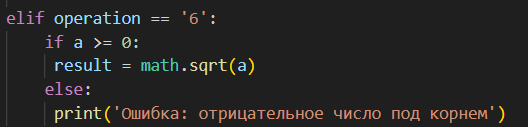 elif operation == '6':
    if a >= 0:
     result = math.sqrt(a)
    else:
     print('Ошибка: отрицательное число под корнем')